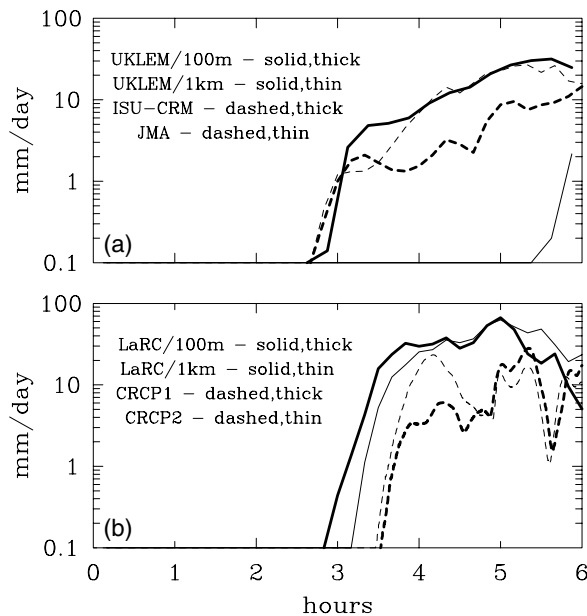 100
10
1
0.1
mm/day
UKLEM/100m – solid,thick
UKLEM/1km – solid,thin
ISU-CRM – dashed,thick
JMA – dashed,thin
(a)
100
10
1
0.1
mm/day
LaRC/100m – solid,thick
LaRC/1km – solid,thin
CRCP1 – dashed,thick
CRCP2 – dashed,thin
(b)
0 1 2 3 4 5 6
hours